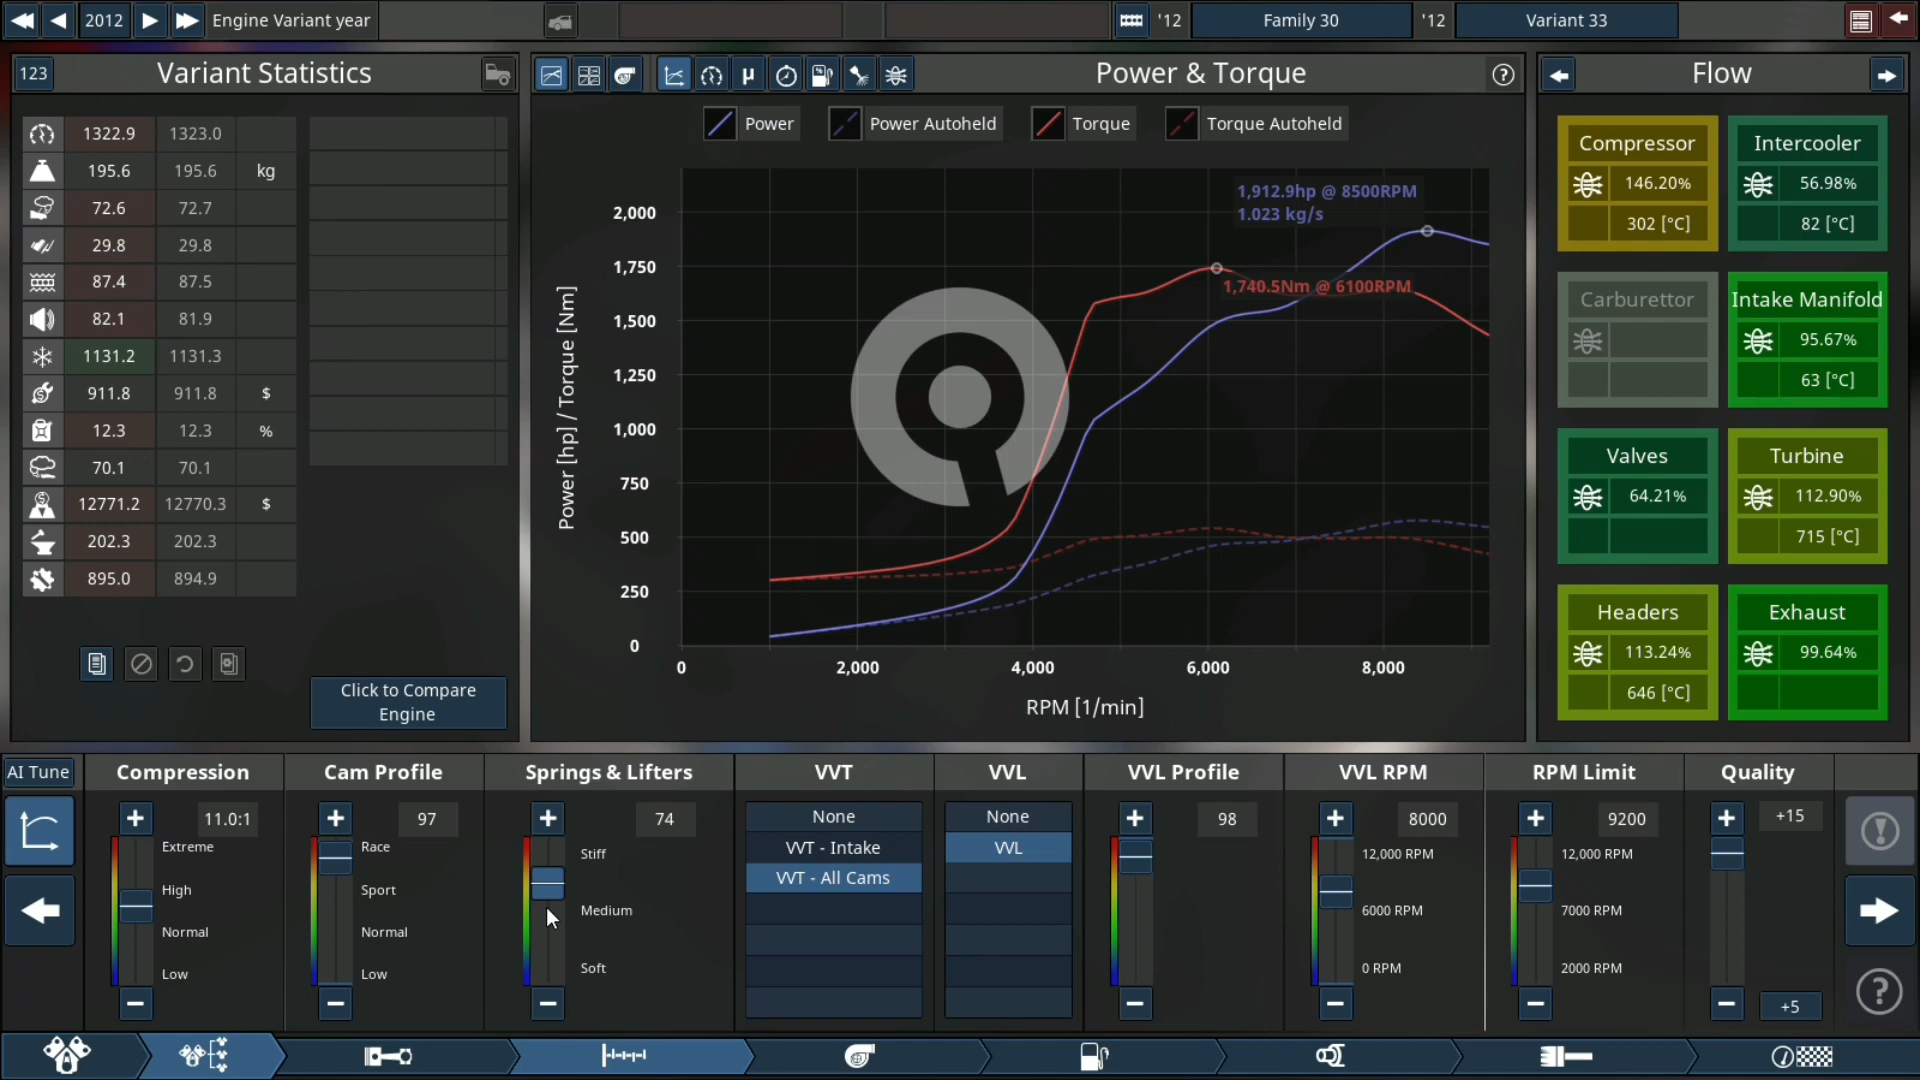 2012
Engine Variant year
'12
Family 30
'12
Variant 33
123
Variant Statistics
1322.9 1323.0
195.6 195.6 kg
72.6 72.7
29.8 29.8
87.4 87.5
82.1 81.9
1131.2 1131.3
911.8 911.8 $
12.3 12.3 %
70.1 70.1
12771.2 12770.3 $
202.3 202.3
895.0 894.9
Click to Compare
Engine
µ
Power & Torque
?
Power
Power Autoheld
Torque
Torque Autoheld
1,912.9hp @ 8500RPM
1.023 kg/s
1,740.5Nm @ 6100RPM
Power [hp] / Torque [Nm]
2,000
1,750
1,500
1,250
1,000
750
500
250
0
0 2,000 4,000 6,000 8,000
RPM [1/min]
Flow
Compressor
146.20%
302 [°C]
Intercooler
56.98%
82 [°C]
Carburettor
Intake Manifold
95.67%
63 [°C]
Valves
64.21%
Turbine
112.90%
715 [°C]
Headers
113.24%
646 [°C]
Exhaust
99.64%
AI Tune
Compression
11.0:1
Extreme
High
Normal
Low
Cam Profile
97
Race
Sport
Normal
Low
Springs & Lifters
74
Stiff
Medium
Soft
VVT
None
VVT - Intake
VVT - All Cams
VVL
None
VVL
VVL Profile
98
VVL RPM
8000
12,000 RPM
6000 RPM
0 RPM
RPM Limit
9200
12,000 RPM
7000 RPM
2000 RPM
Quality
+15
+5
?